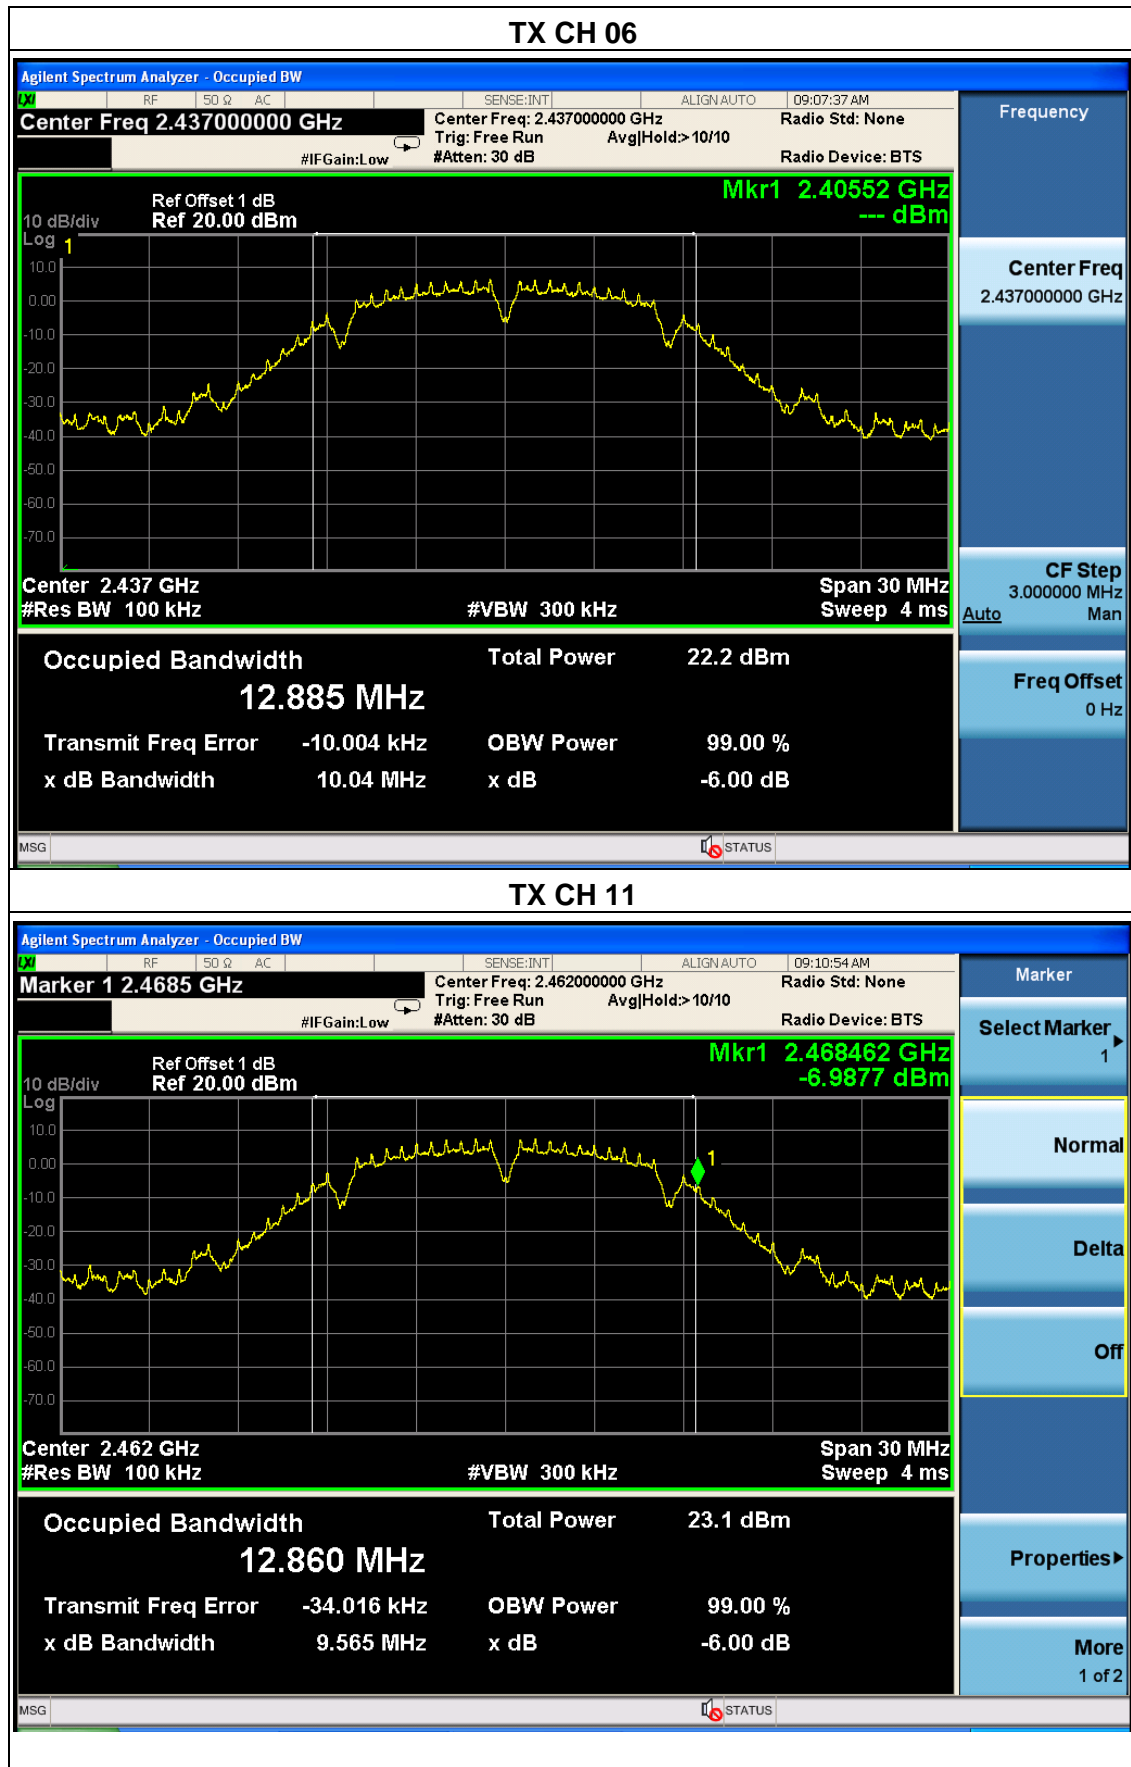 TX CH 06
Agilent Spectrum Analyzer - Occupied BW
LXI RF 50 Ω AC SENSE:INT ALIGN AUTO 09:07:37 AM
Center Freq 2.437000000 GHz
Center Freq: 2.437000000 GHz Radio Std: None
Trig: Free Run Avg|Hold:>10/10
#IFGain:Low #Atten: 30 dB Radio Device: BTS
Frequency
Mkr1 2.40552 GHz
--- dBm
Ref Offset 1 dB
10 dB/div Ref 20.00 dBm
Log
1
10.0
0.00
-10.0
-20.0
-30.0
-40.0
-50.0
-60.0
-70.0
Center 2.437 GHz Span 30 MHz
#Res BW 100 kHz #VBW 300 kHz Sweep 4 ms
Center Freq
2.437000000 GHz
CF Step
3.000000 MHz
Auto Man
Freq Offset
0 Hz
Occupied Bandwidth Total Power 22.2 dBm
12.885 MHz
Transmit Freq Error -10.004 kHz OBW Power 99.00 %
x dB Bandwidth 10.04 MHz x dB -6.00 dB
MSG STATUS
TX CH 11
Agilent Spectrum Analyzer - Occupied BW
LXI RF 50 Ω AC SENSE:INT ALIGN AUTO 09:10:54 AM
Marker 1 2.4685 GHz
Center Freq: 2.462000000 GHz Radio Std: None
Trig: Free Run Avg|Hold:>10/10
#IFGain:Low #Atten: 30 dB Radio Device: BTS
Marker
Mkr1 2.468462 GHz
-6.9877 dBm
Ref Offset 1 dB
10 dB/div Ref 20.00 dBm
Log
10.0
0.00
-10.0
-20.0
-30.0
-40.0
-50.0
-60.0
-70.0
1
Center 2.462 GHz Span 30 MHz
#Res BW 100 kHz #VBW 300 kHz Sweep 4 ms
Select Marker
1
Normal
Delta
Off
Properties
More
1 of 2
Occupied Bandwidth Total Power 23.1 dBm
12.860 MHz
Transmit Freq Error -34.016 kHz OBW Power 99.00 %
x dB Bandwidth 9.565 MHz x dB -6.00 dB
MSG STATUS